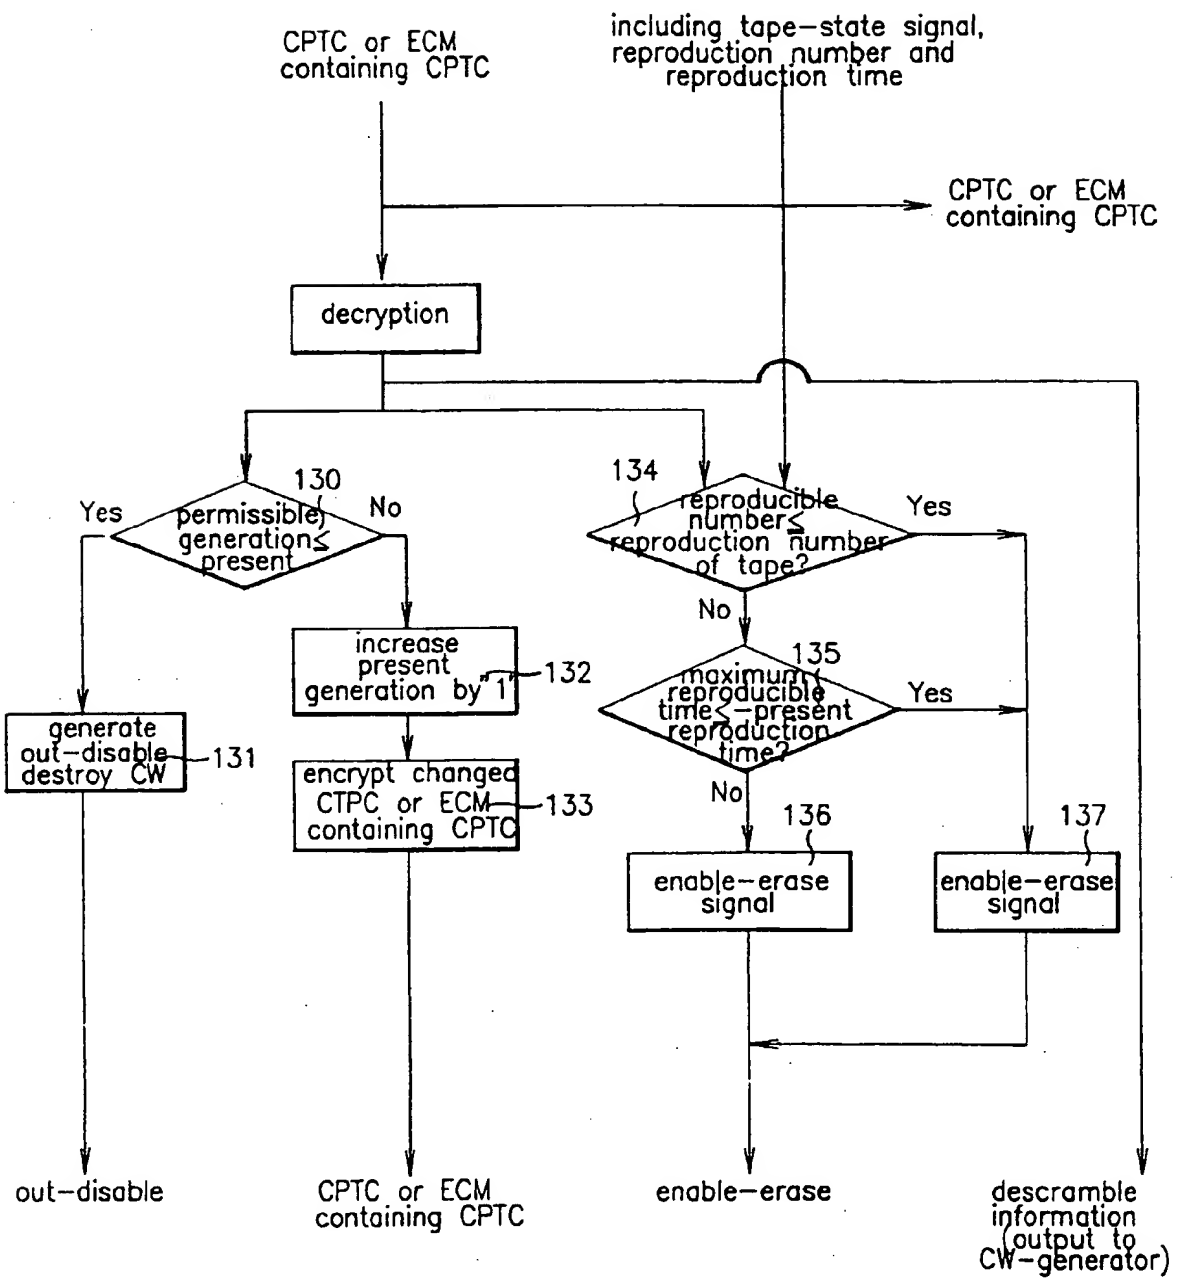 CPTC or ECM
containing CPTC
including tape-state signal,
reproduction number and
reproduction time
CPTC or ECM
containing CPTC
decryption
130
Yes
No
permissible
generation≤
present
134
reproducible
number≤
reproduction number
of tape?
Yes
No
increase
present
generation by"1"
132
135
maximum
reproducible
time≤-present
reproduction
time?
Yes
No
generate
out-disable
destroy CW
131
encrypt changed
CTPC or ECM
containing CPTC
133
136
enable-erase
signal
137
enable-erase
signal
out-disable
CPTC or ECM
containing CPTC
enable-erase
descramble
information
(output to
CW-generator)